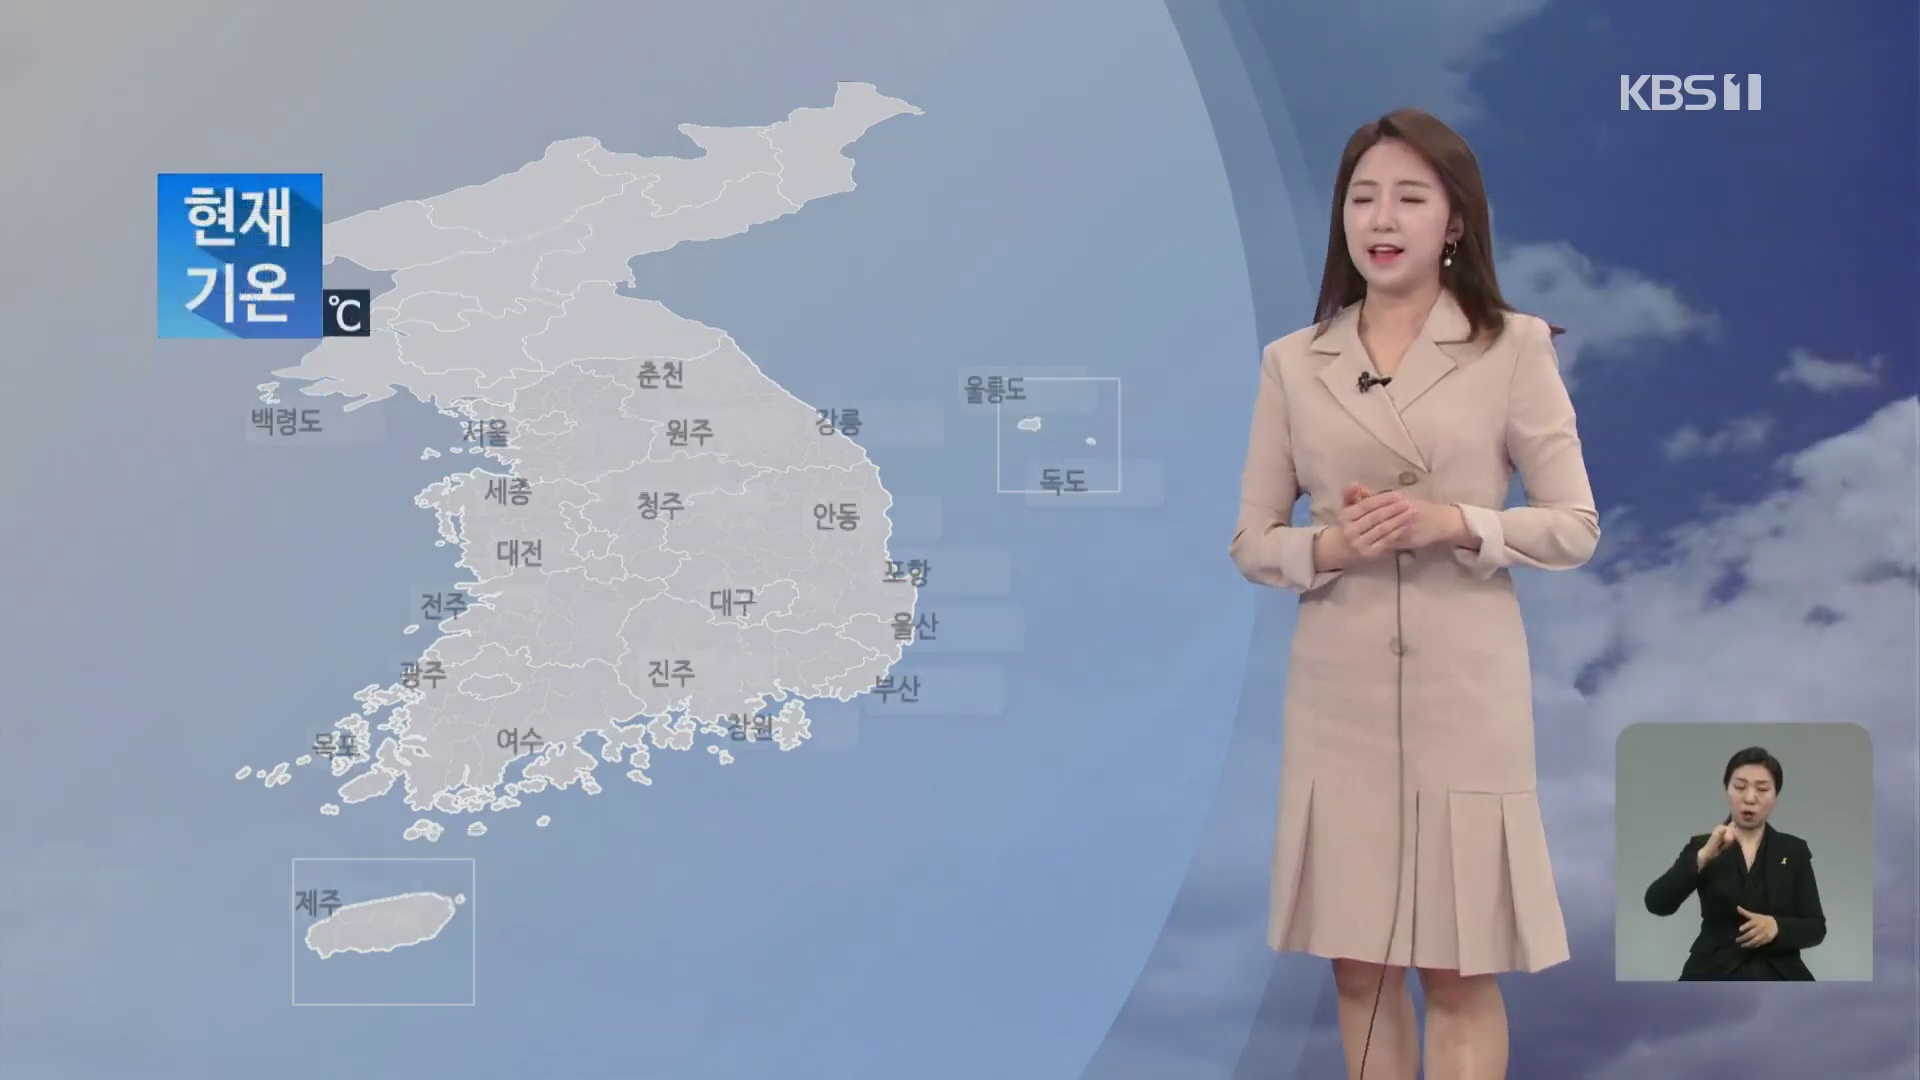 KBS 1
현재
기온
℃
춘천
백령도
서울
원주
강릉
울릉도
독도
세종
청주
안동
대전
포항
전주
대구
울산
광주
진주
부산
목포
여수
창원
제주